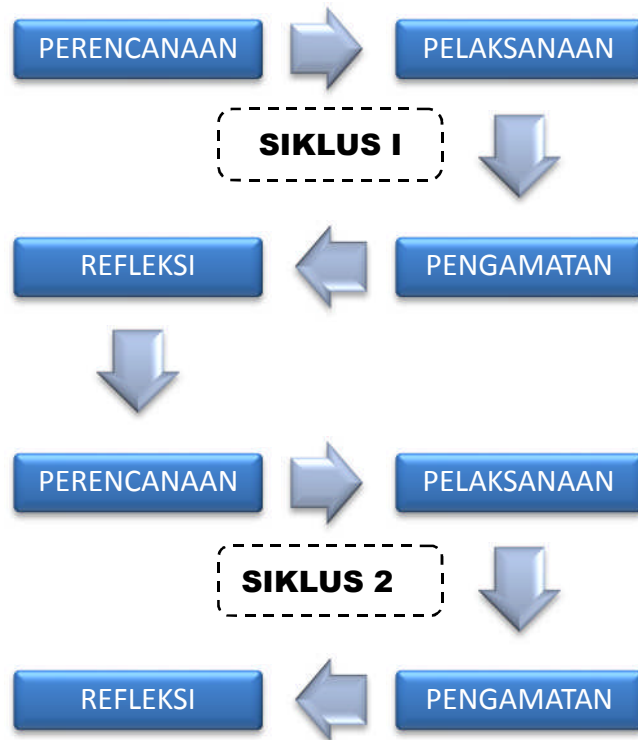 PERENCANAAN
PELAKSANAAN
SIKLUS I
REFLEKSI
PENGAMATAN
PERENCANAAN
PELAKSANAAN
SIKLUS 2
REFLEKSI
PENGAMATAN